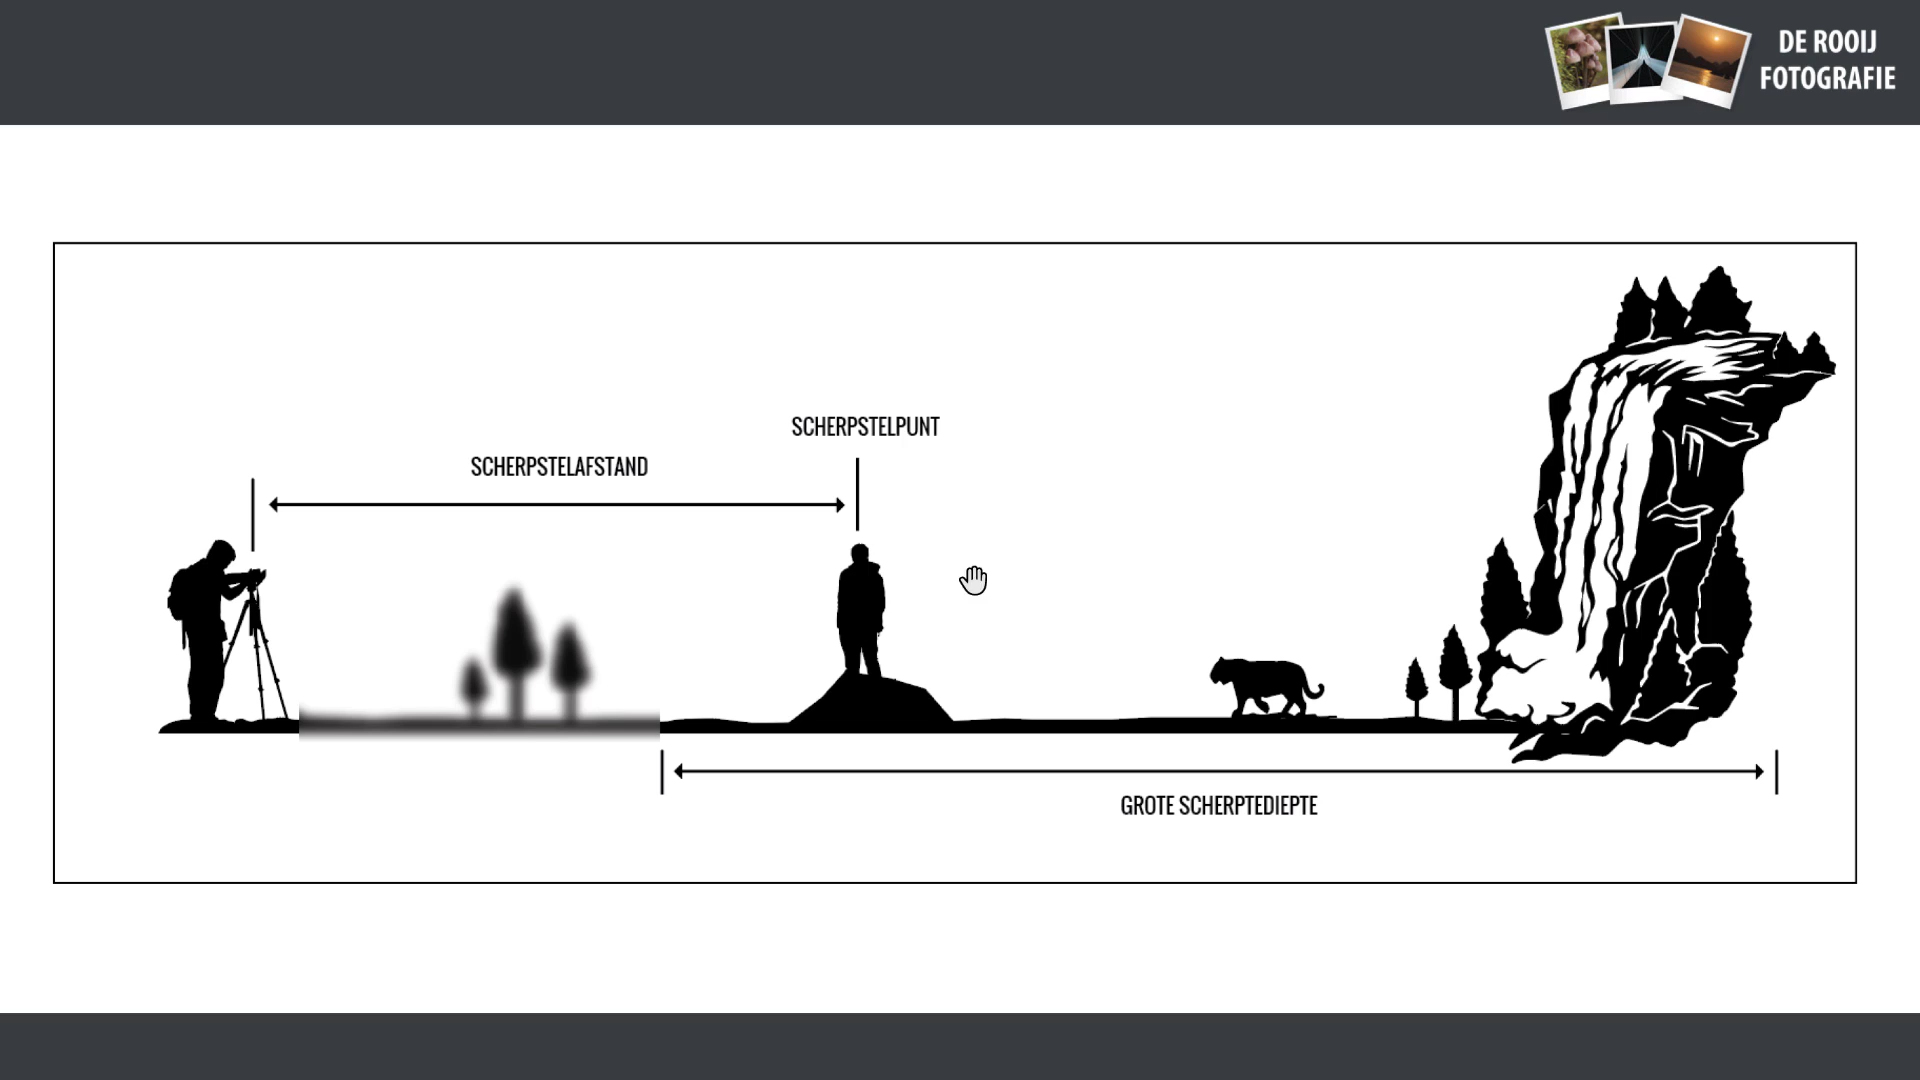 DE ROOIJ
FOTOGRAFIE
SCHERPSTELPUNT
SCHERPSTELAFSTAND
GROTE SCHERPTEDIEPTE